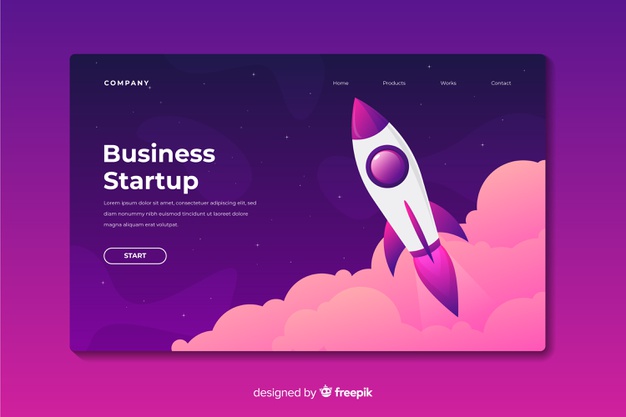 COMPANY
Home Products Works Contact
Business
Startup
Lorem ipsum dolor sit amet, consectetuer adipiscing elit, sed
diam nonummy nibh euismod tincidunt ut laoreet dolore
magna aliquam erat volutpat.
START
designed by freepik